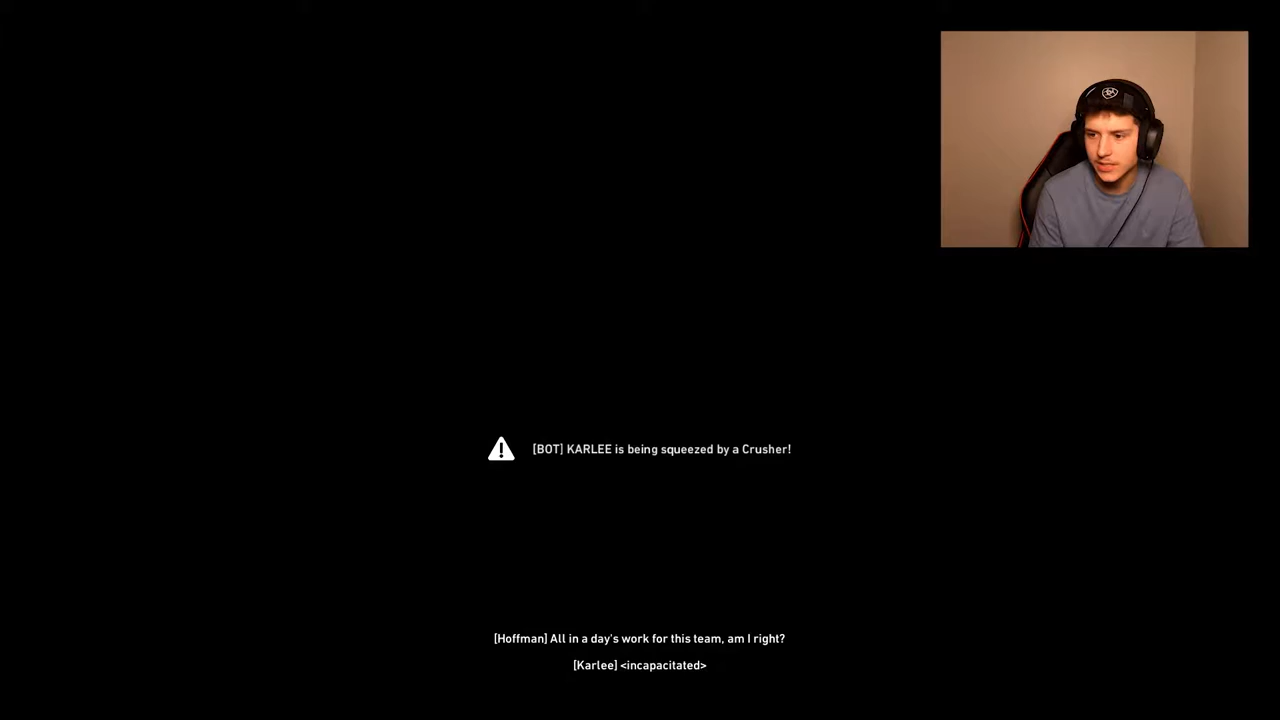 [BOT] KARLEE is being squeezed by a Crusher!
[Hoffman] All in a day's work for this team, am I right?
[Karlee] <incapacitated>